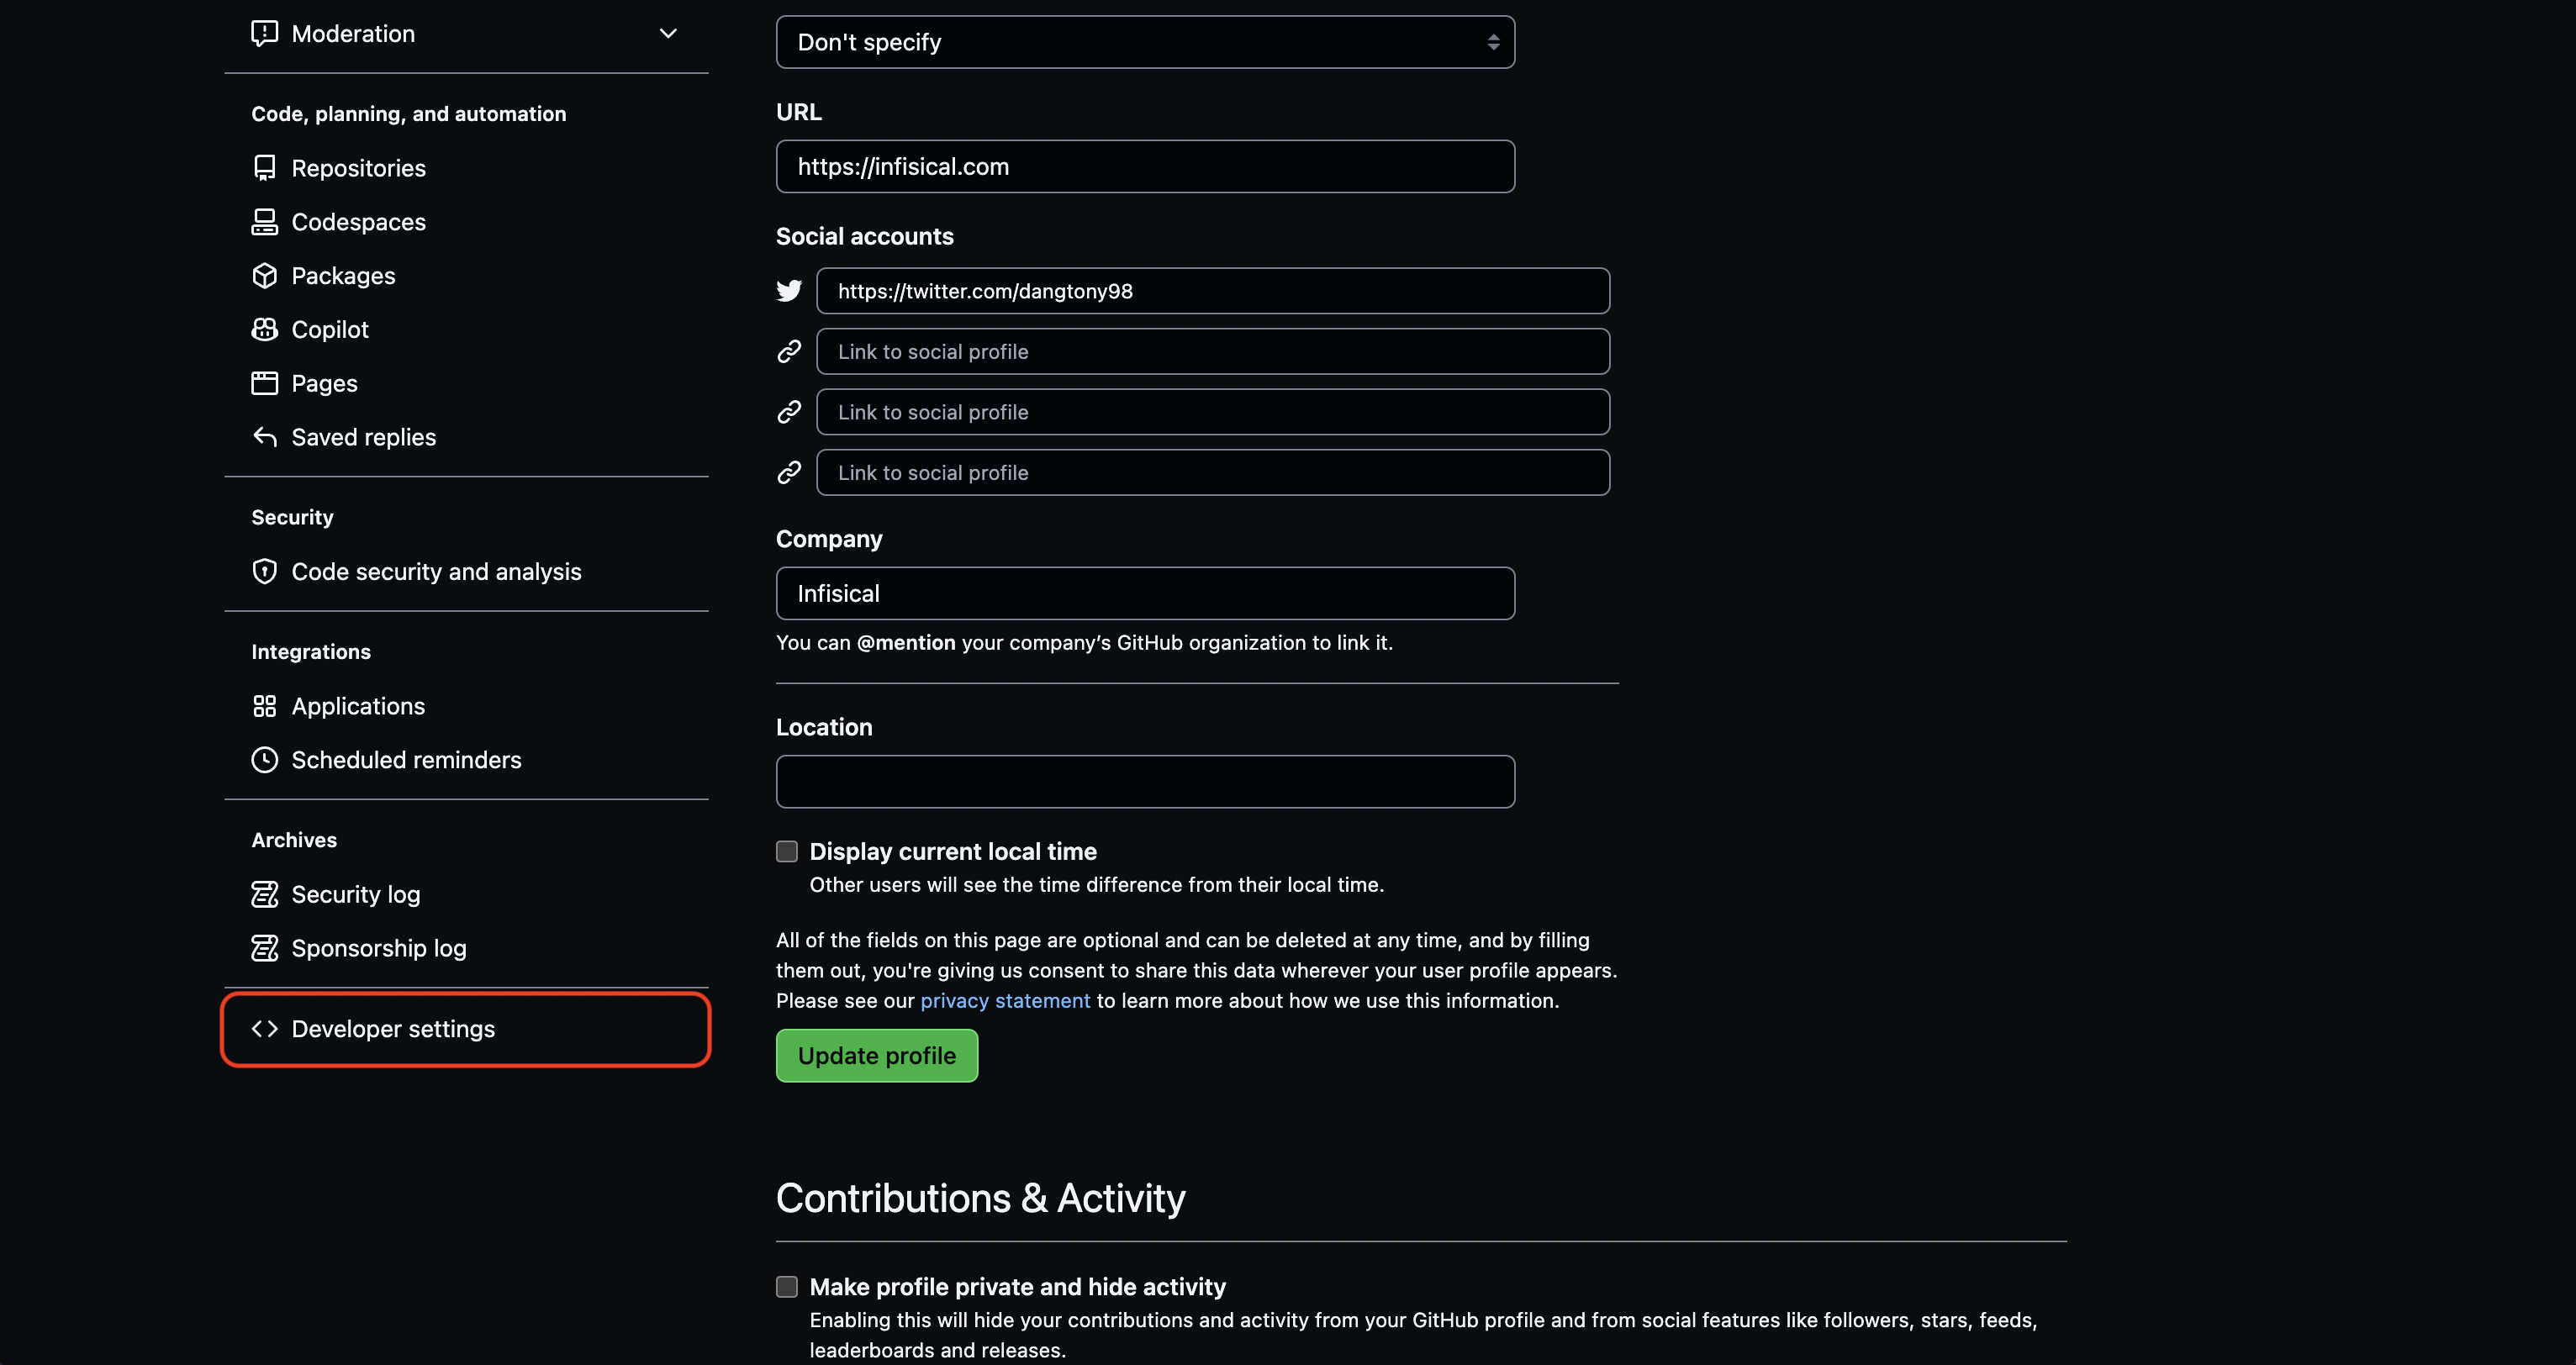 Moderation
Code, planning, and automation
Repositories
Codespaces
Packages
Copilot
Pages
Saved replies
Security
Code security and analysis
Integrations
Applications
Scheduled reminders
Archives
Security log
Sponsorship log
Developer settings
Don't specify
URL
https://infisical.com
Social accounts
https://twitter.com/dangtony98
Link to social profile
Link to social profile
Link to social profile
Company
Infisical
You can @mention your company’s GitHub organization to link it.
Location
Display current local time
Other users will see the time difference from their local time.
All of the fields on this page are optional and can be deleted at any time, and by filling
them out, you're giving us consent to share this data wherever your user profile appears.
Please see our privacy statement to learn more about how we use this information.
Update profile
Contributions & Activity
Make profile private and hide activity
Enabling this will hide your contributions and activity from your GitHub profile and from social features like followers, stars, feeds,
leaderboards and releases.